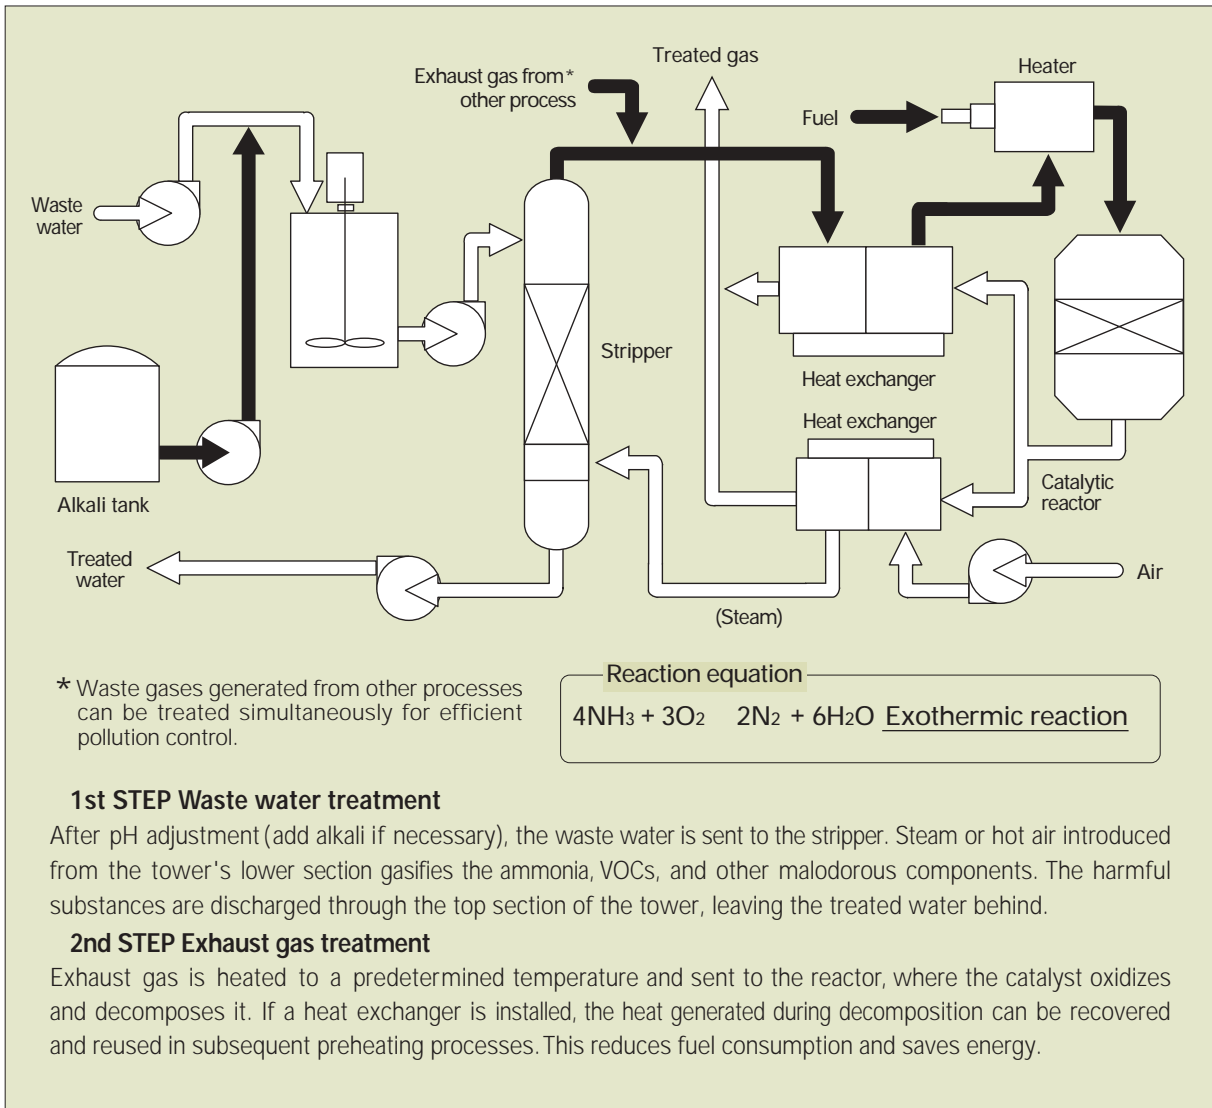 Treated gas
Exhaust gas from*
other process
Heater
Fuel
Waste
water
Stripper
Heat exchanger
Heat exchanger
Alkali tank
Catalytic
reactor
Treated
water
Air
(Steam)
* Waste gases generated from other processes
can be treated simultaneously for efficient
pollution control.
Reaction equation
4NH3 + 3O2 2N2 + 6H2O Exothermic reaction
1st STEP Waste water treatment
After pH adjustment (add alkali if necessary), the waste water is sent to the stripper. Steam or hot air introduced
from the tower's lower section gasifies the ammonia, VOCs, and other malodorous components. The harmful
substances are discharged through the top section of the tower, leaving the treated water behind.
2nd STEP Exhaust gas treatment
Exhaust gas is heated to a predetermined temperature and sent to the reactor, where the catalyst oxidizes
and decomposes it. If a heat exchanger is installed, the heat generated during decomposition can be recovered
and reused in subsequent preheating processes. This reduces fuel consumption and saves energy.